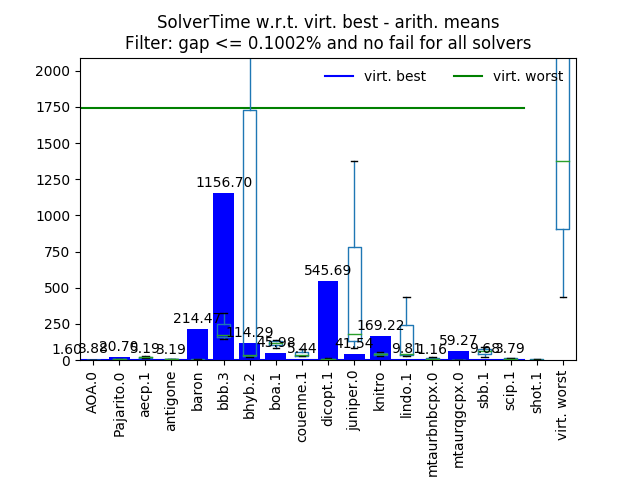 SolverTime w.r.t. virt. best - arith. means
Filter: gap <= 0.1002% and no fail for all solvers
virt. best
virt. worst
2000
1750
1500
1250
1000
750
500
250
0
1156.70
545.69
214.47
169.22
114.29
45.98
41.54
59.27
20.76
5.19
3.19
5.44
9.81
1.16
3.79
1.60
AOA.0
Pajarito.0
aecp.1
antigone
baron
bbb.3
bhyb.2
boa.1
couenne.1
dicopt.1
juniper.0
knitro
lindo.1
mtaurbnbcpx.0
mtaurqgcpx.0
sbb.1
scip.1
shot.1
virt. worst